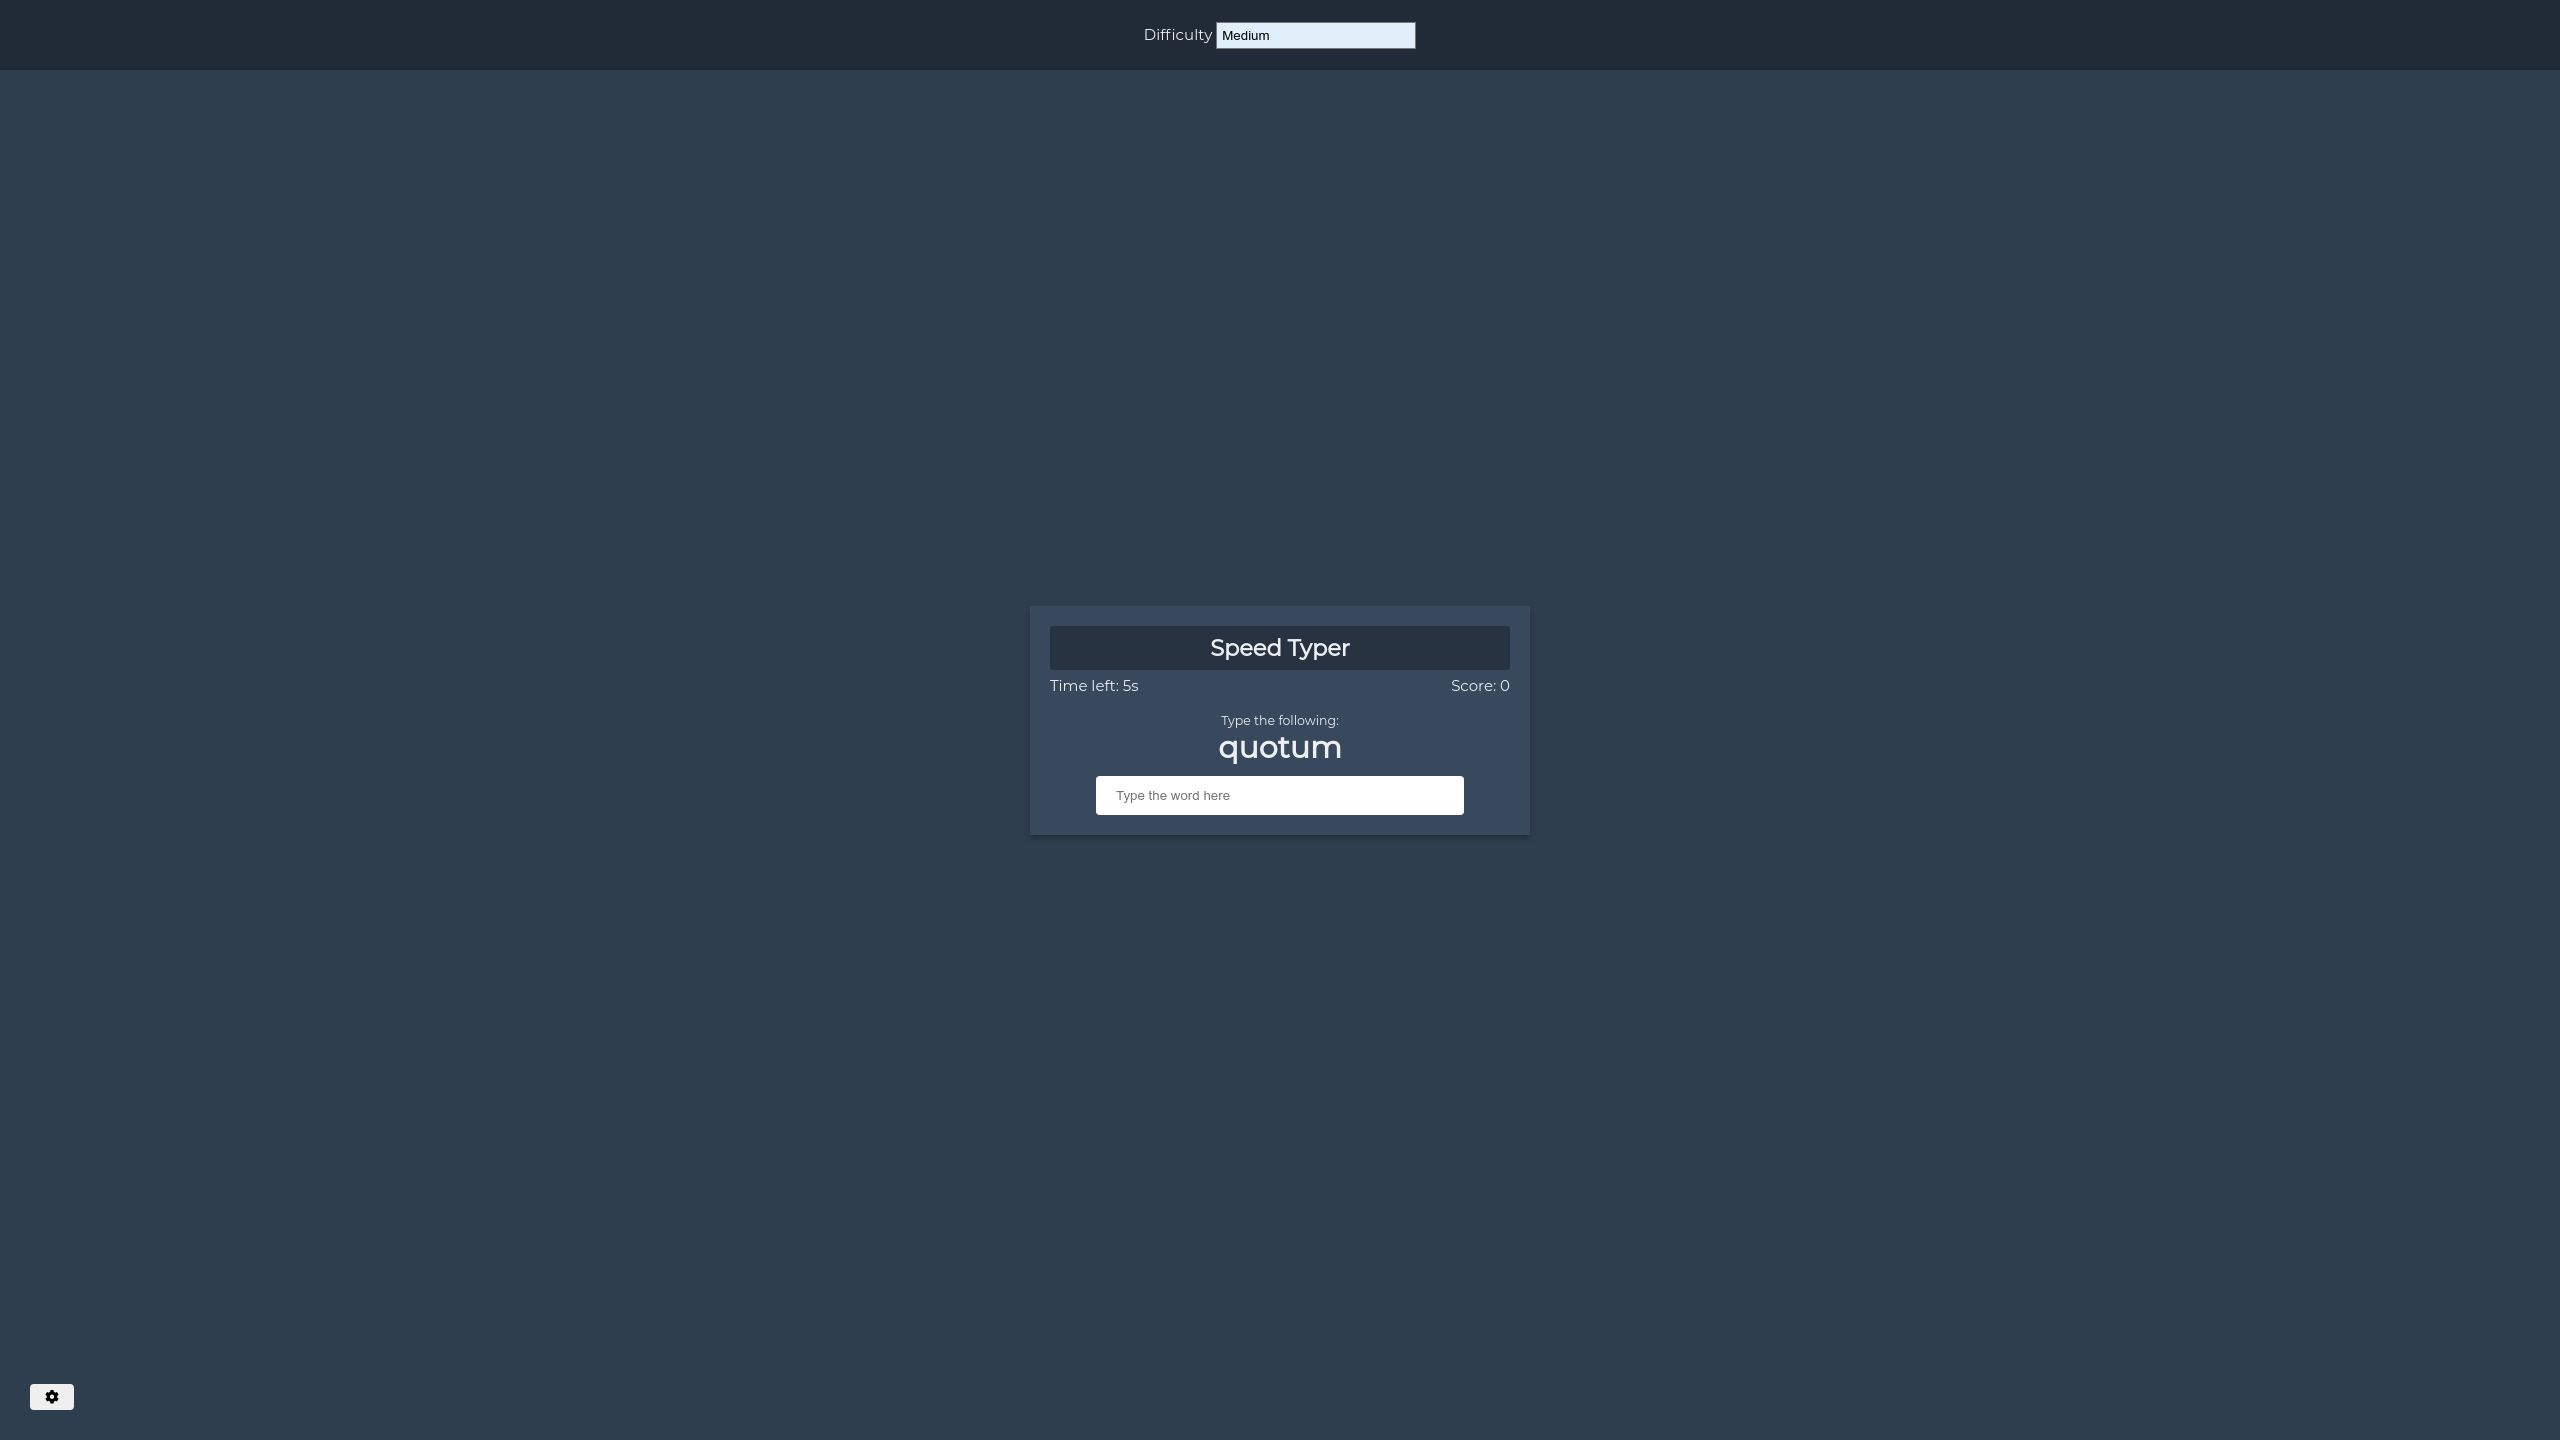 Difficulty Medium
Speed Typer
Time left: 5s Score: 0
Type the following:
quotum
Type the word here